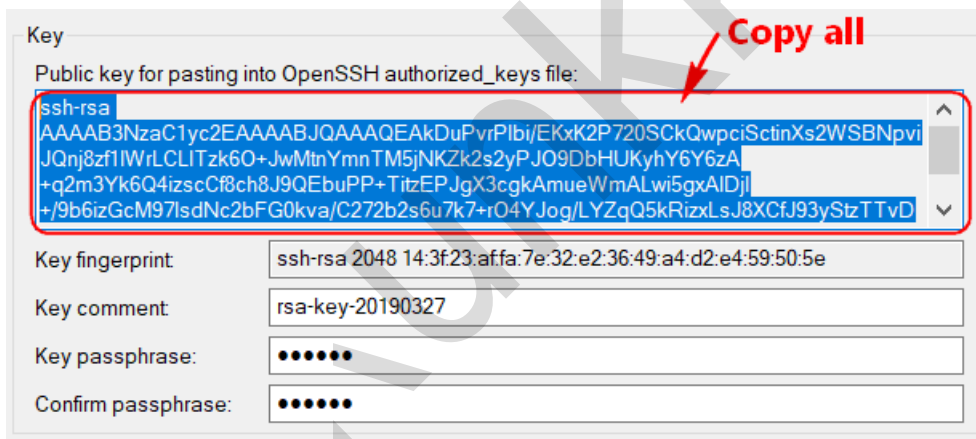 Key
Copy all
Public key for pasting into OpenSSH authorized_keys file:
ssh-rsa
AAAAB3NzaC1yc2EAAAABJQAAAQEAkDuPvrPlbi/EKxK2P720SCkQwpciSctinXs2WSBNpvi
JQnj8zf1lWrLCLITzk6O+JwMtnYmnTM5jNKZk2s2yPJO9DbHUKyhY6Y6zA
+q2m3Yk6Q4izscCf8ch8J9QEbuPP+TitzEPJgX3cgkAmueWmALwi5gxAlDjl
+/9b6izGcM97lsdNc2bFG0kva/C272b2s6u7k7+rO4YJog/LYZqQ5kRizxLsJ8XCfJ93yStzTTvD
Key fingerprint: ssh-rsa 2048 14:3f:23:af:fa:7e:32:e2:36:49:a4:d2:e4:59:50:5e
Key comment: rsa-key-20190327
Key passphrase: ●●●●●●
Confirm passphrase: ●●●●●●